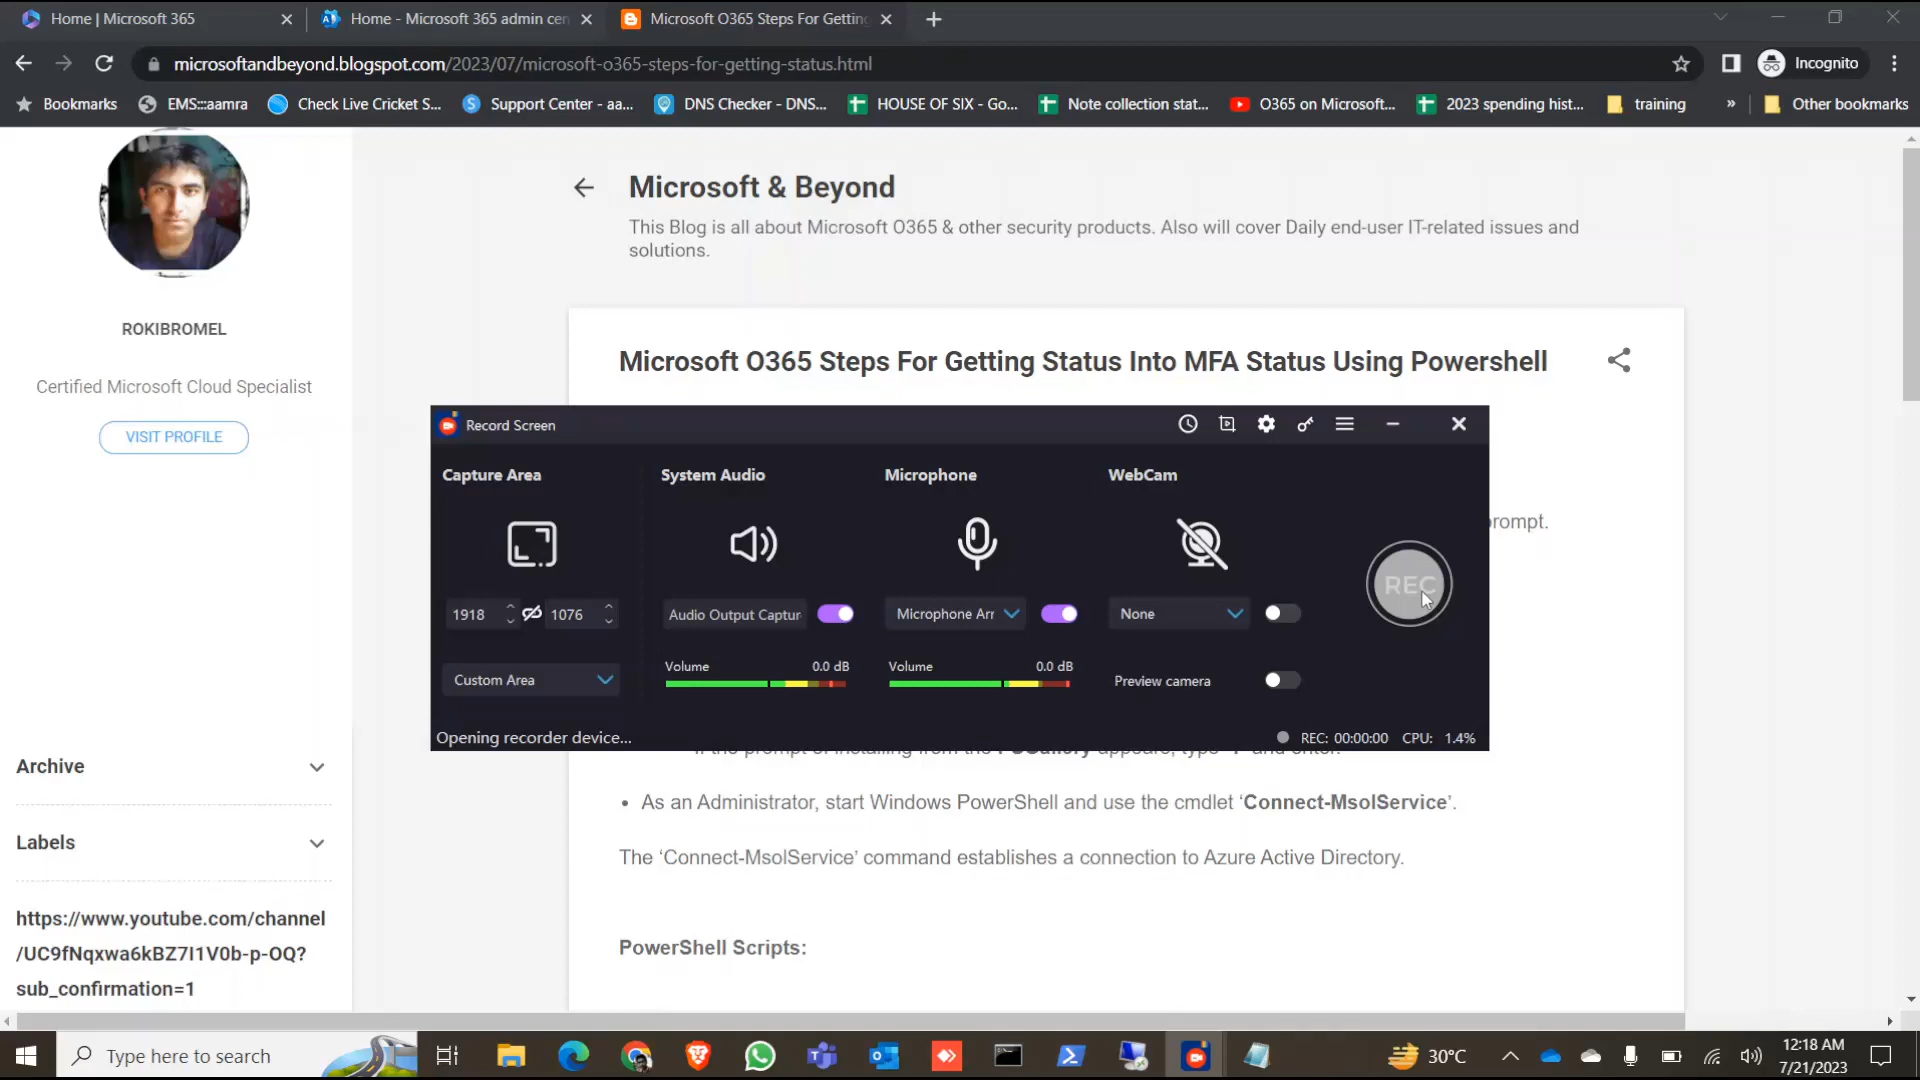 Home | Microsoft 365
Home - Microsoft 365 admin cen
Microsoft O365 Steps For Getting
microsoftandbeyond.blogspot.com/2023/07/microsoft-o365-steps-for-getting-status.html
Incognito
Bookmarks
EMS:::aamra
Check Live Cricket S...
Support Center - aa...
DNS Checker - DNS...
HOUSE OF SIX - Go...
Note collection stat...
O365 on Microsoft...
2023 spending hist...
training
»
Other bookmarks
ROKIBROMEL
Certified Microsoft Cloud Specialist
VISIT PROFILE
Archive
Labels
https://www.youtube.com/channel
/UC9fNqxwa6kBZ7I1V0b-p-OQ?
sub_confirmation=1
Microsoft & Beyond
This Blog is all about Microsoft O365 & other security products. Also will cover Daily end-user IT-related issues and
solutions.
Microsoft O365 Steps For Getting Status Into MFA Status Using Powershell
prompt.
Record Screen
Capture Area
System Audio
Microphone
WebCam
1918
1076
Audio Output Captur
Microphone Arr
None
REC
Custom Area
Volume 0.0 dB
Volume 0.0 dB
Preview camera
Opening recorder device...
REC: 00:00:00 CPU: 1.4%
• As an Administrator, start Windows PowerShell and use the cmdlet ‘Connect-MsolService’.
The ‘Connect-MsolService’ command establishes a connection to Azure Active Directory.
PowerShell Scripts:
Type here to search
30°C
12:18 AM
7/21/2023